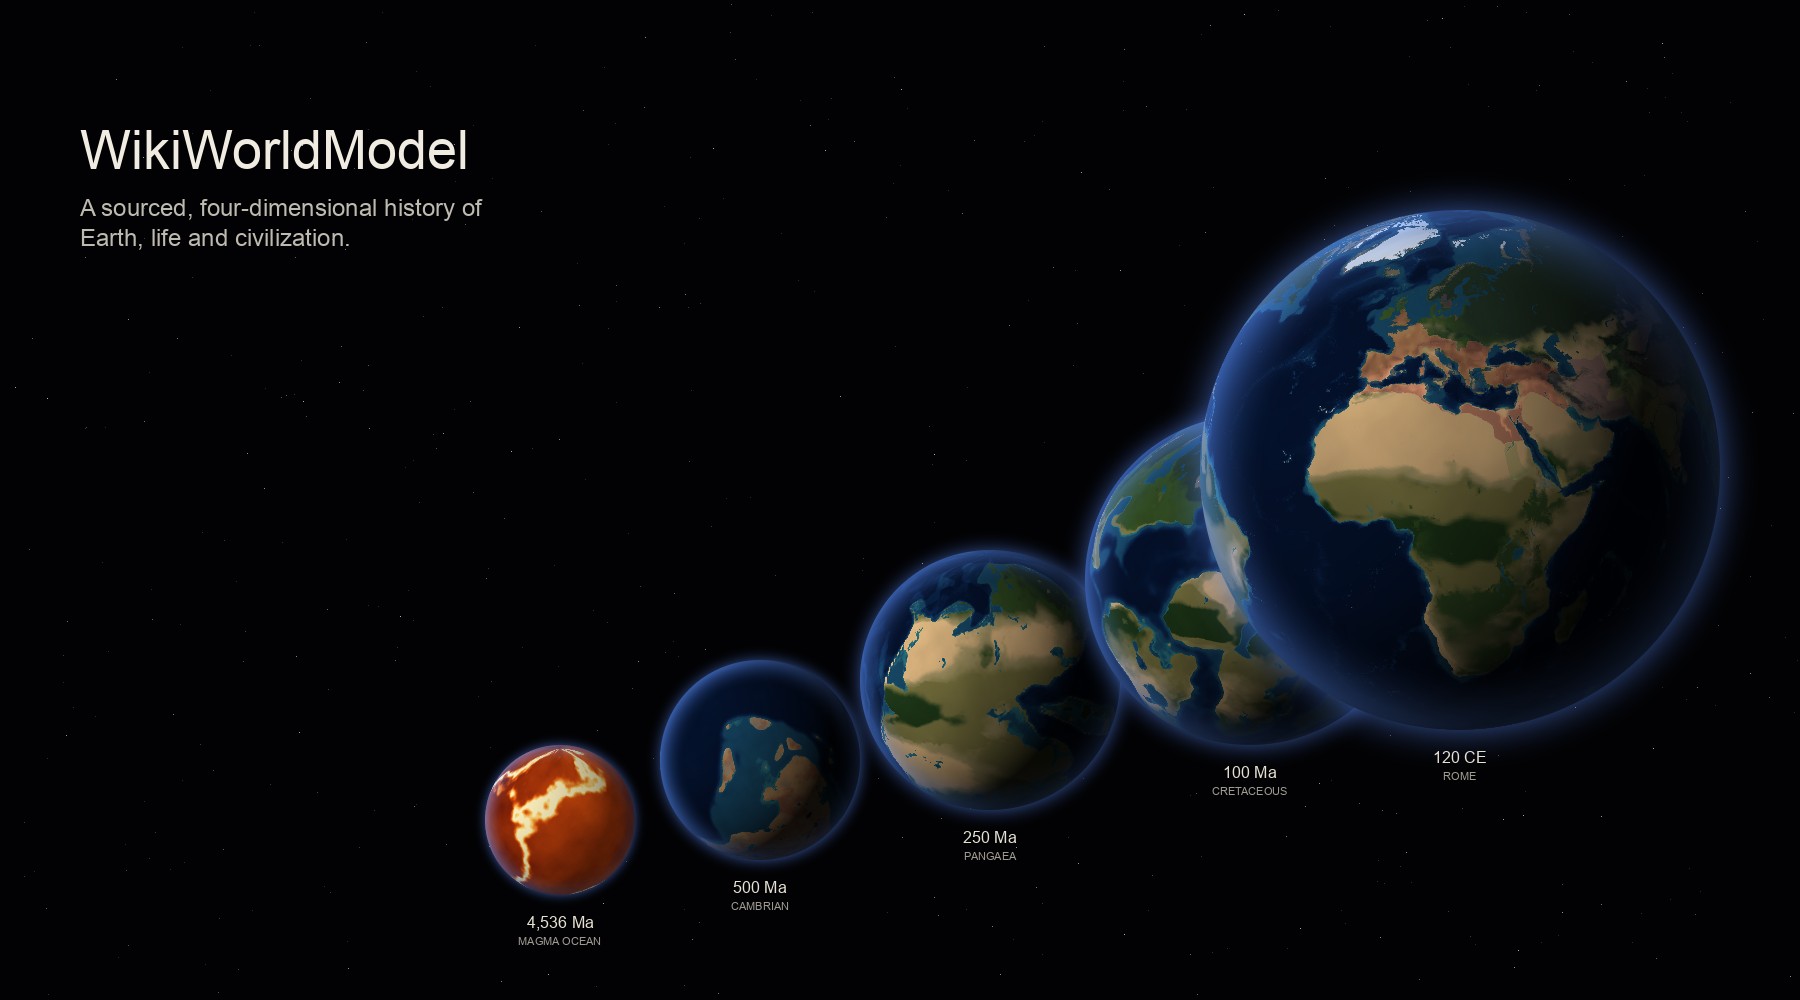 WikiWorldModel
A sourced, four-dimensional history of
Earth, life and civilization.
4,536 Ma
MAGMA OCEAN
500 Ma
CAMBRIAN
250 Ma
PANGAEA
100 Ma
CRETACEOUS
120 CE
ROME